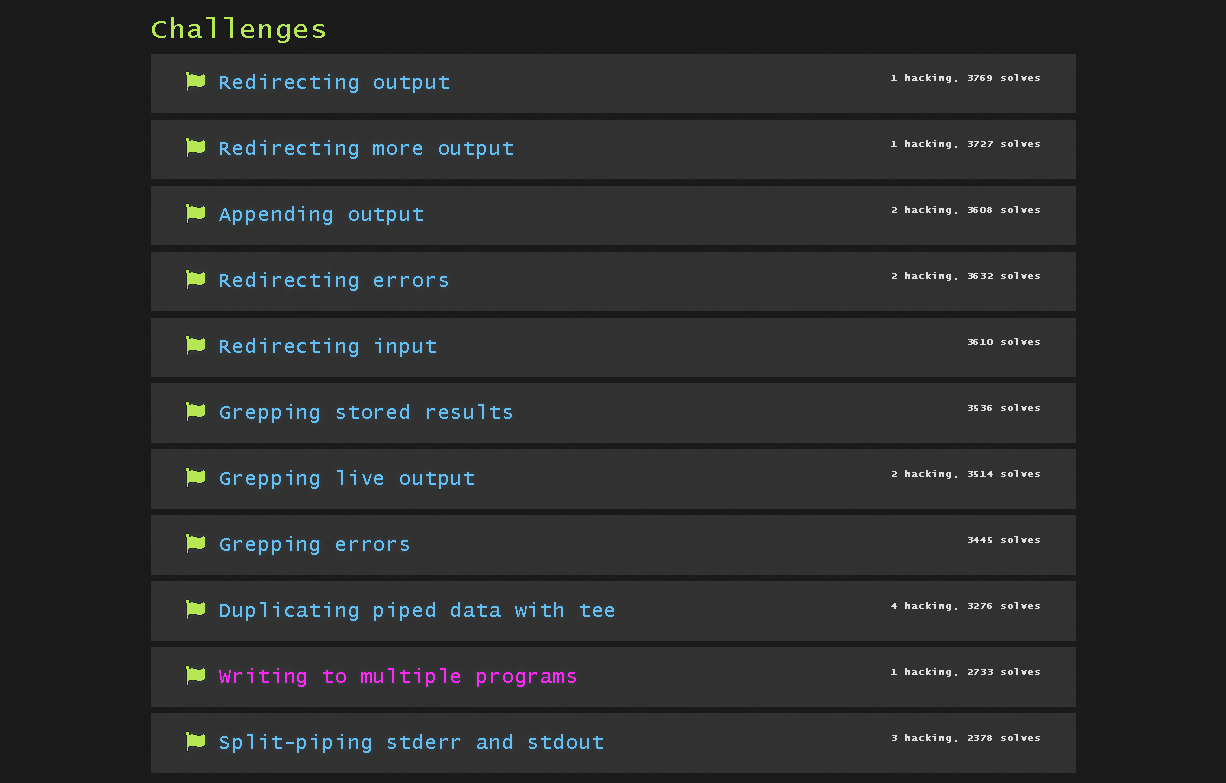 Challenges
Redirecting output
1 hacking, 3769 solves
Redirecting more output
1 hacking, 3727 solves
Appending output
2 hacking, 3608 solves
Redirecting errors
2 hacking, 3632 solves
Redirecting input
3610 solves
Grepping stored results
3536 solves
Grepping live output
2 hacking, 3514 solves
Grepping errors
3445 solves
Duplicating piped data with tee
4 hacking, 3276 solves
Writing to multiple programs
1 hacking, 2733 solves
Split-piping stderr and stdout
3 hacking, 2378 solves